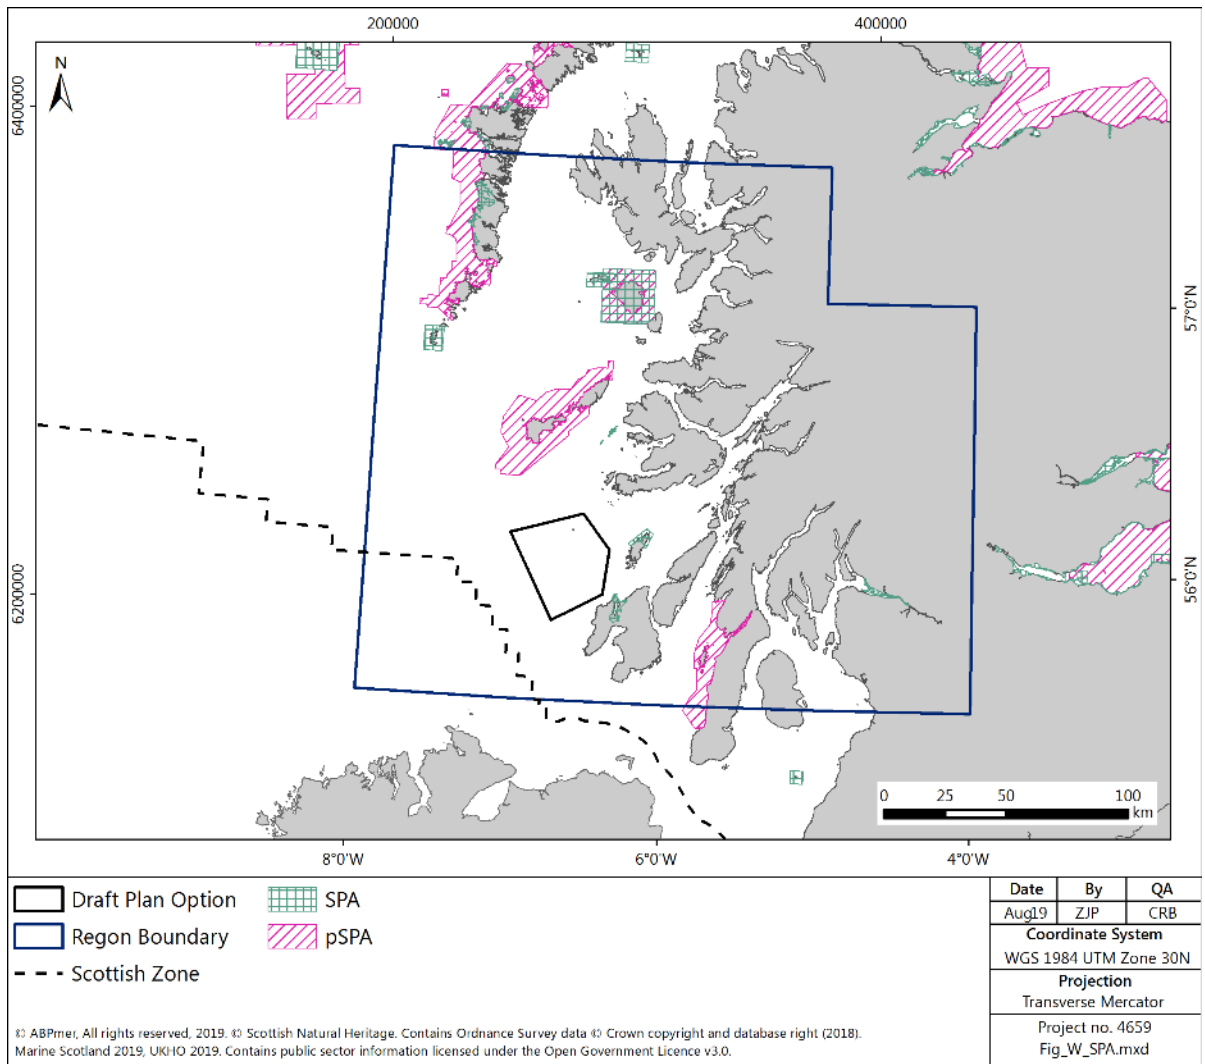 200000
400000
N
6400000
6200000
57°0'N
56°0'N
0
25
50
100
km
8°0'W
6°0'W
4°0'W
Draft Plan Option
SPA
Regon Boundary
pSPA
Scottish Zone
Date By QA
Aug19 ZJP CRB
Coordinate System
WGS 1984 UTM Zone 30N
Projection
Transverse Mercator
Project no. 4659
Fig_W_SPA.mxd
© ABPmer, All rights reserved, 2019. © Scottish Natural Heritage. Contains Ordnance Survey data © Crown copyright and database right (2018).
Marine Scotland 2019, UKHO 2019. Contains public sector information licensed under the Open Government Licence v3.0.